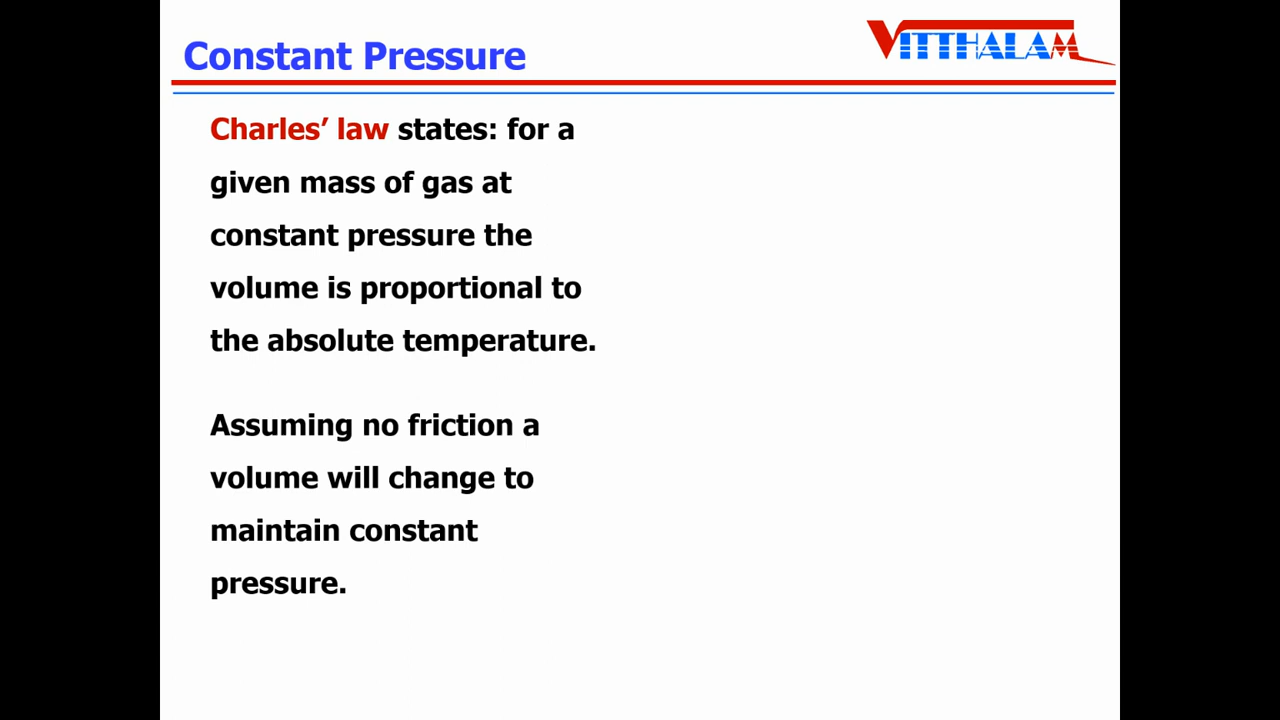 Constant Pressure
VITTHALAM
Charles’ law states: for a
given mass of gas at
constant pressure the
volume is proportional to
the absolute temperature.
Assuming no friction a
volume will change to
maintain constant
pressure.